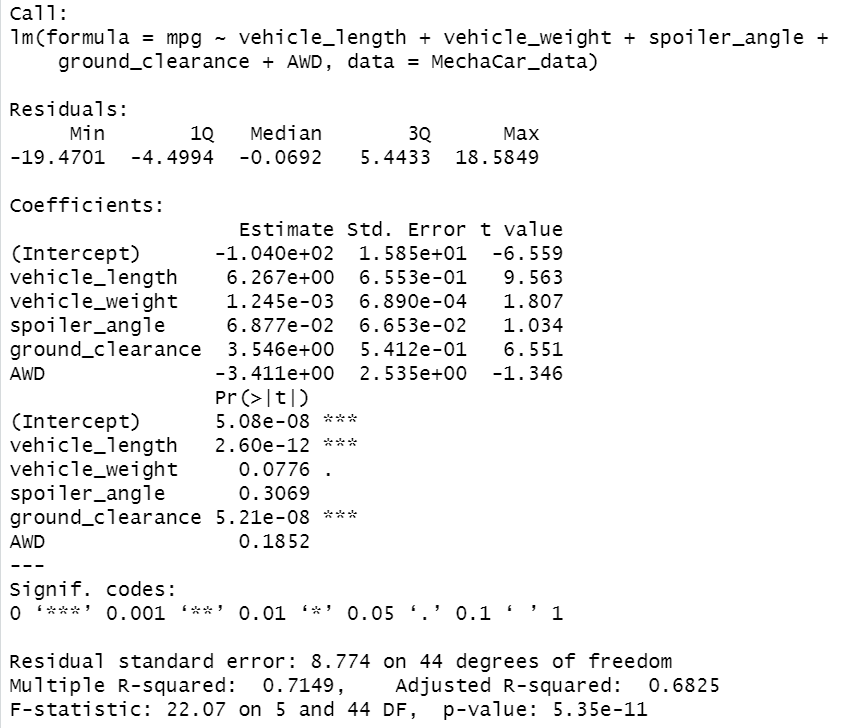 Call:
lm(formula = mpg ~ vehicle_length + vehicle_weight + spoiler_angle +
    ground_clearance + AWD, data = MechaCar_data)

Residuals:
     Min       1Q   Median       3Q      Max
-19.4701  -4.4994  -0.0692   5.4433  18.5849

Coefficients:
                   Estimate Std. Error t value
(Intercept)      -1.040e+02  1.585e+01  -6.559
vehicle_length    6.267e+00  6.553e-01   9.563
vehicle_weight    1.245e-03  6.890e-04   1.807
spoiler_angle     6.877e-02  6.653e-02   1.034
ground_clearance  3.546e+00  5.412e-01   6.551
AWD              -3.411e+00  2.535e+00  -1.346
                 Pr(>|t|)
(Intercept)      5.08e-08 ***
vehicle_length   2.60e-12 ***
vehicle_weight     0.0776 .
spoiler_angle      0.3069
ground_clearance 5.21e-08 ***
AWD                0.1852
---
Signif. codes:
0 ‘***’ 0.001 ‘**’ 0.01 ‘*’ 0.05 ‘.’ 0.1 ‘ ’ 1

Residual standard error: 8.774 on 44 degrees of freedom
Multiple R-squared:  0.7149,    Adjusted R-squared:  0.6825
F-statistic: 22.07 on 5 and 44 DF,  p-value: 5.35e-11